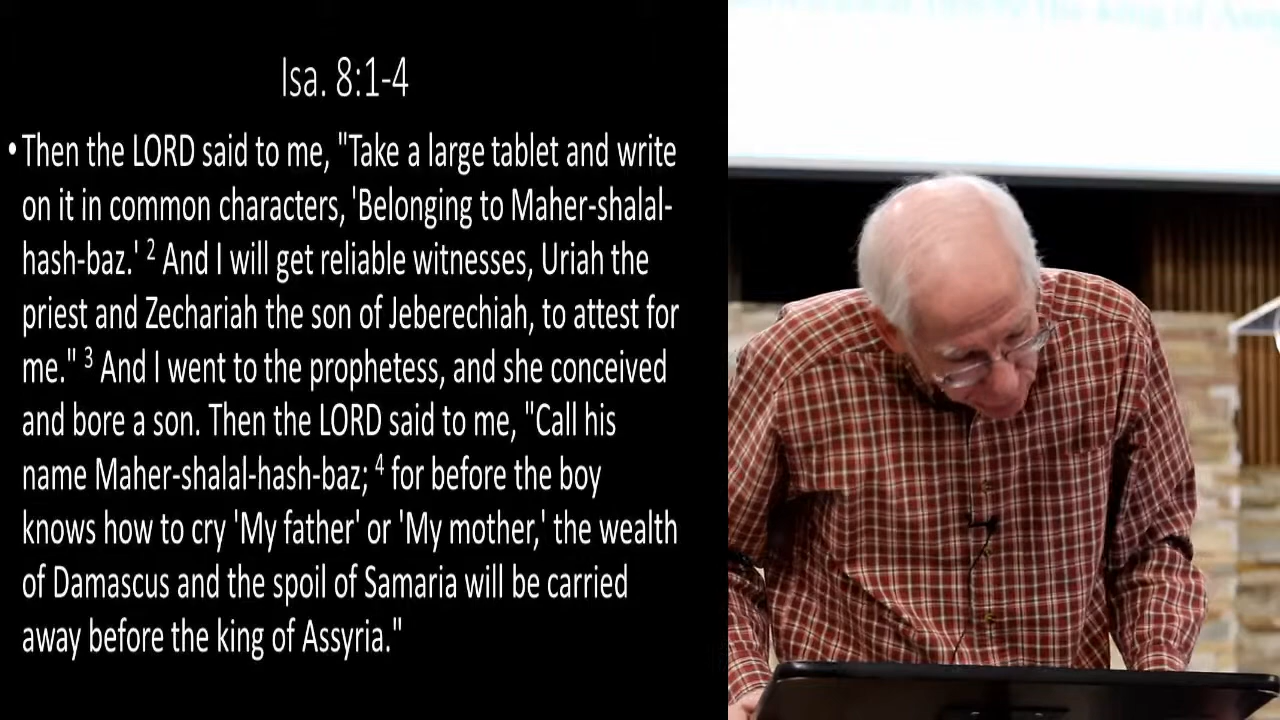 Isa. 8:1-4
• Then the LORD said to me, "Take a large tablet and write
on it in common characters, 'Belonging to Maher-shalal-
hash-baz.' 2 And I will get reliable witnesses, Uriah the
priest and Zechariah the son of Jeberechiah, to attest for
me." 3 And I went to the prophetess, and she conceived
and bore a son. Then the LORD said to me, "Call his
name Maher-shalal-hash-baz; 4 for before the boy
knows how to cry 'My father' or 'My mother,' the wealth
of Damascus and the spoil of Samaria will be carried
away before the king of Assyria."
the king of